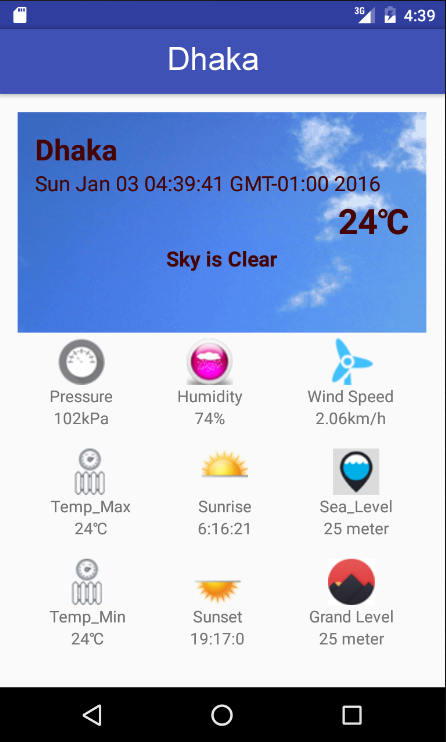 3G 4:39
Dhaka
Dhaka
Sun Jan 03 04:39:41 GMT-01:00 2016
24℃
Sky is Clear
Pressure Humidity Wind Speed
102kPa 74% 2.06km/h
Temp_Max Sunrise Sea_Level
24℃ 6:16:21 25 meter
Temp_Min Sunset Grand Level
24℃ 19:17:0 25 meter